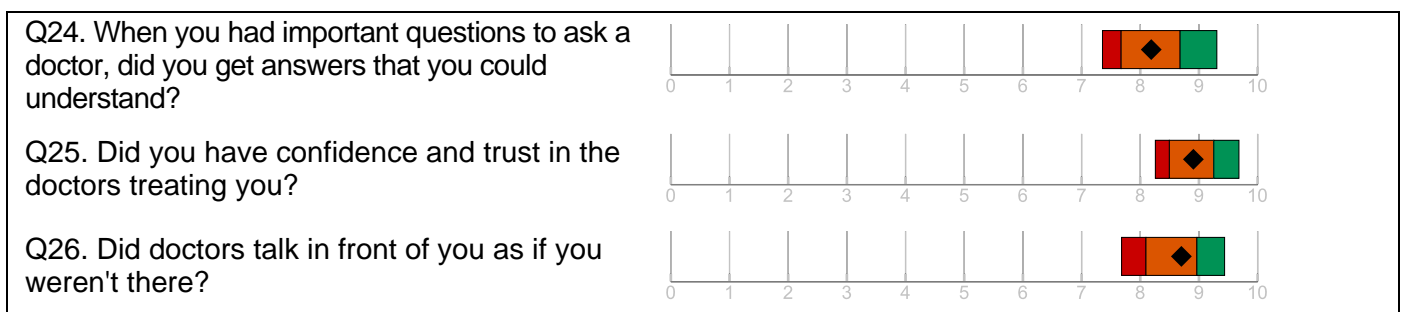 Q24. When you had important questions to ask a
doctor, did you get answers that you could
understand?
0 1 2 3 4 5 6 7 8 9 10
Q25. Did you have confidence and trust in the
doctors treating you?
0 1 2 3 4 5 6 7 8 9 10
Q26. Did doctors talk in front of you as if you
weren't there?
0 1 2 3 4 5 6 7 8 9 10